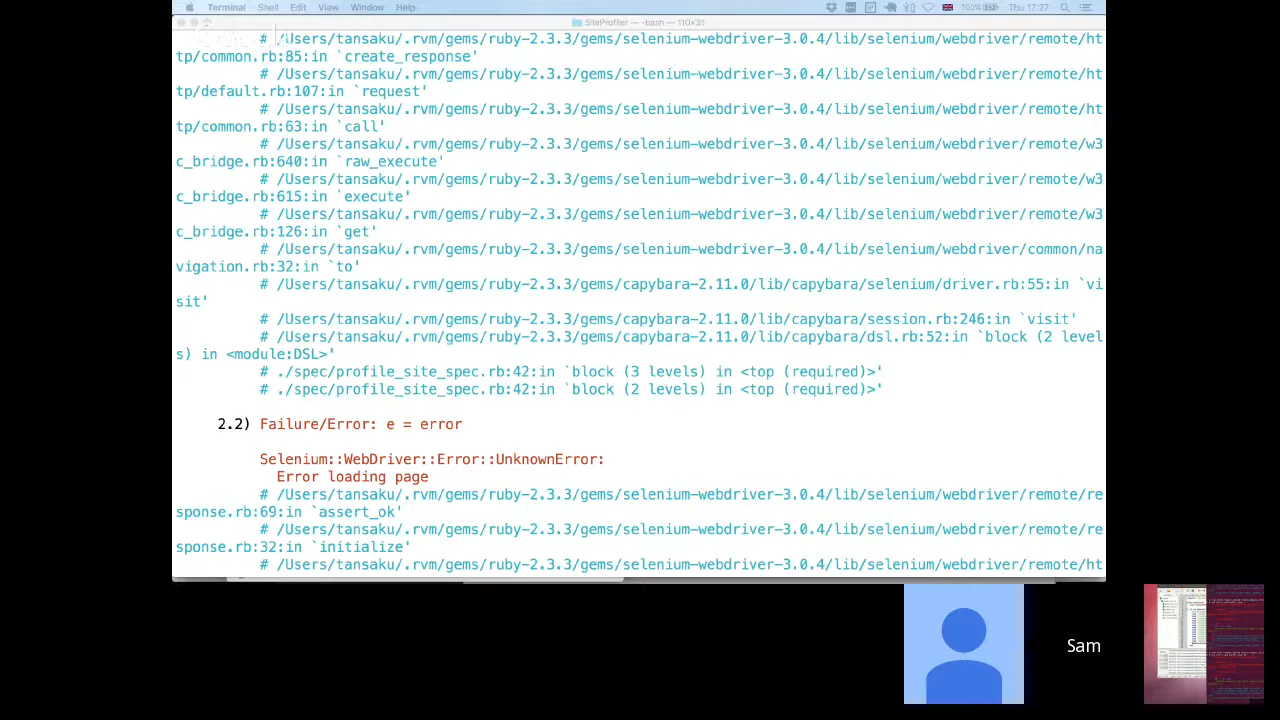 Terminal Shell Edit View Window Help 100% Thu 17:27
SiteProfiler — -bash — 110×31
# /Users/tansaku/.rvm/gems/ruby-2.3.3/gems/selenium-webdriver-3.0.4/lib/selenium/webdriver/remote/ht
tp/common.rb:85:in `create_response'
# /Users/tansaku/.rvm/gems/ruby-2.3.3/gems/selenium-webdriver-3.0.4/lib/selenium/webdriver/remote/ht
tp/default.rb:107:in `request'
# /Users/tansaku/.rvm/gems/ruby-2.3.3/gems/selenium-webdriver-3.0.4/lib/selenium/webdriver/remote/ht
tp/common.rb:63:in `call'
# /Users/tansaku/.rvm/gems/ruby-2.3.3/gems/selenium-webdriver-3.0.4/lib/selenium/webdriver/remote/w3
c_bridge.rb:640:in `raw_execute'
# /Users/tansaku/.rvm/gems/ruby-2.3.3/gems/selenium-webdriver-3.0.4/lib/selenium/webdriver/remote/w3
c_bridge.rb:615:in `execute'
# /Users/tansaku/.rvm/gems/ruby-2.3.3/gems/selenium-webdriver-3.0.4/lib/selenium/webdriver/remote/w3
c_bridge.rb:126:in `get'
# /Users/tansaku/.rvm/gems/ruby-2.3.3/gems/selenium-webdriver-3.0.4/lib/selenium/webdriver/common/na
vigation.rb:32:in `to'
# /Users/tansaku/.rvm/gems/ruby-2.3.3/gems/capybara-2.11.0/lib/capybara/selenium/driver.rb:55:in `vi
sit'
# /Users/tansaku/.rvm/gems/ruby-2.3.3/gems/capybara-2.11.0/lib/capybara/session.rb:246:in `visit'
# /Users/tansaku/.rvm/gems/ruby-2.3.3/gems/capybara-2.11.0/lib/capybara/dsl.rb:52:in `block (2 level
s) in <module:DSL>'
# ./spec/profile_site_spec.rb:42:in `block (3 levels) in <top (required)>'
# ./spec/profile_site_spec.rb:42:in `block (2 levels) in <top (required)>'
2.2) Failure/Error: e = error
Selenium::WebDriver::Error::UnknownError:
Error loading page
# /Users/tansaku/.rvm/gems/ruby-2.3.3/gems/selenium-webdriver-3.0.4/lib/selenium/webdriver/remote/re
sponse.rb:69:in `assert_ok'
# /Users/tansaku/.rvm/gems/ruby-2.3.3/gems/selenium-webdriver-3.0.4/lib/selenium/webdriver/remote/re
sponse.rb:32:in `initialize'
# /Users/tansaku/.rvm/gems/ruby-2.3.3/gems/selenium-webdriver-3.0.4/lib/selenium/webdriver/remote/ht
Sam